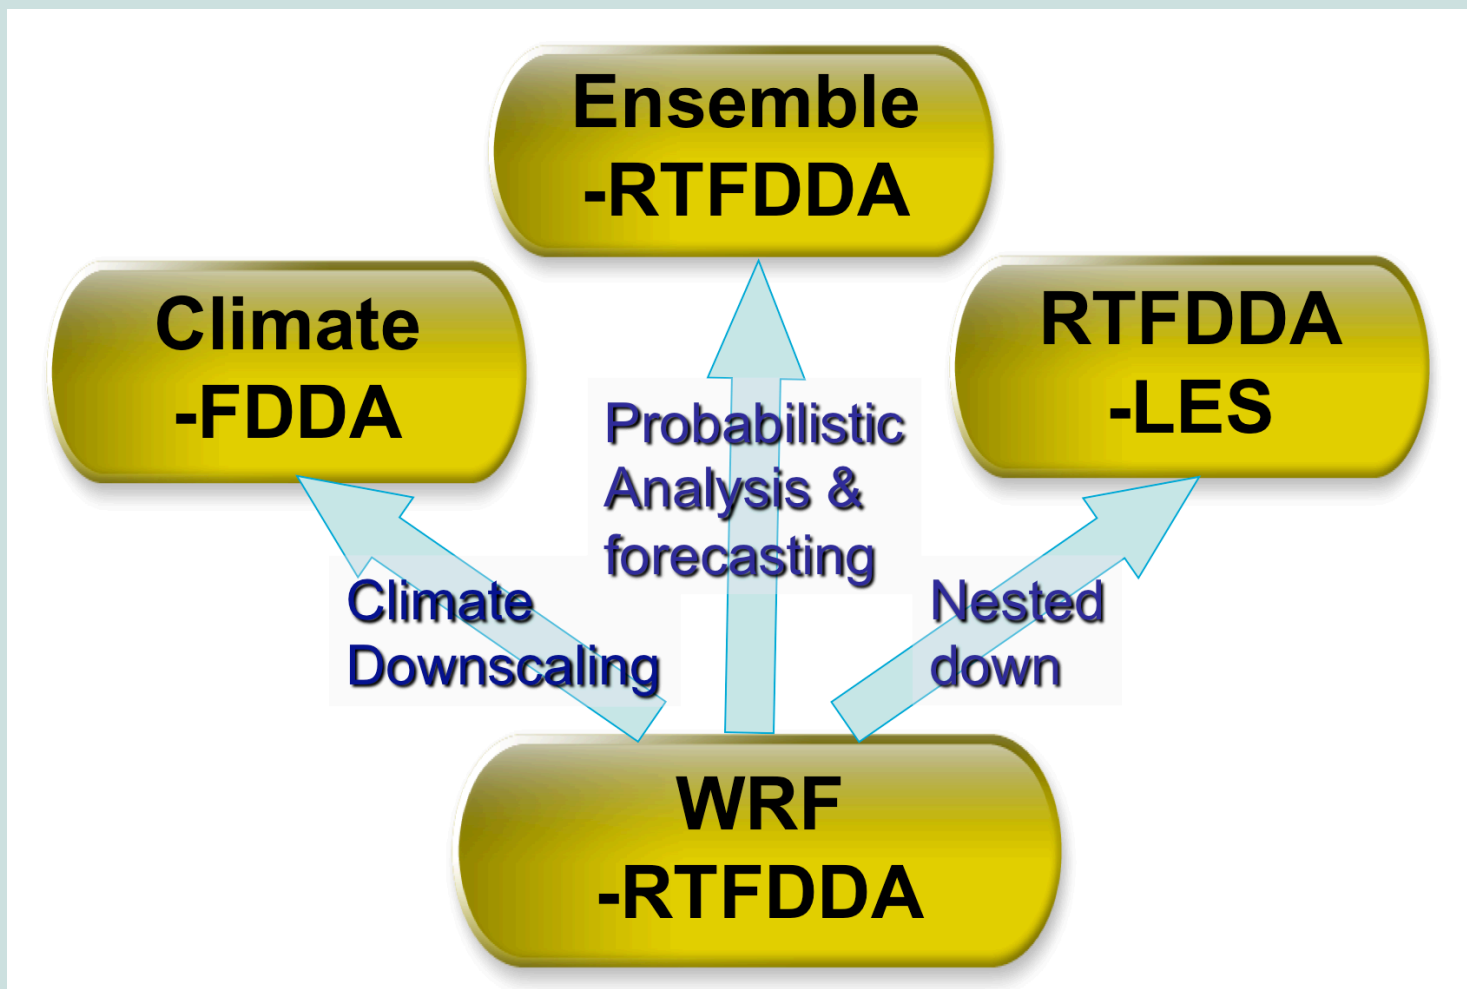 Ensemble
-RTFDDA
Climate
-FDDA
RTFDDA
-LES
Probabilistic
Analysis &
forecasting
Climate
Downscaling
Nested
down
WRF
-RTFDDA